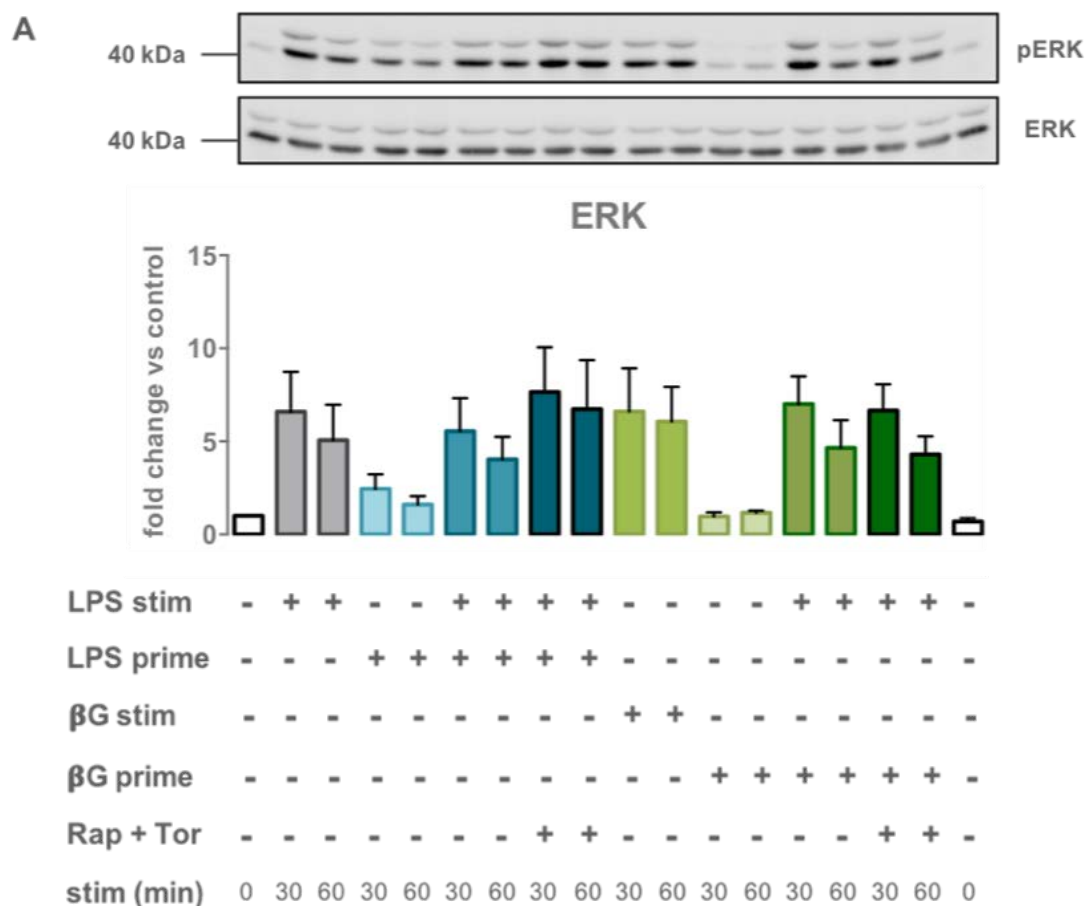 A
40 kDa
pERK
40 kDa
ERK
ERK
fold change vs control
15
10
5
0
LPS stim - + + - - + + + + - - - - + + + + -
LPS prime - - - + + + + + + - - - - - - - - -
βG stim - - - - - - - - - + + - - - - - - -
βG prime - - - - - - - - - - - + + + + + + -
Rap + Tor - - - - - - - + + - - - - - - + + -
stim (min) 0 30 60 30 60 30 60 30 60 30 60 30 60 30 60 30 60 0